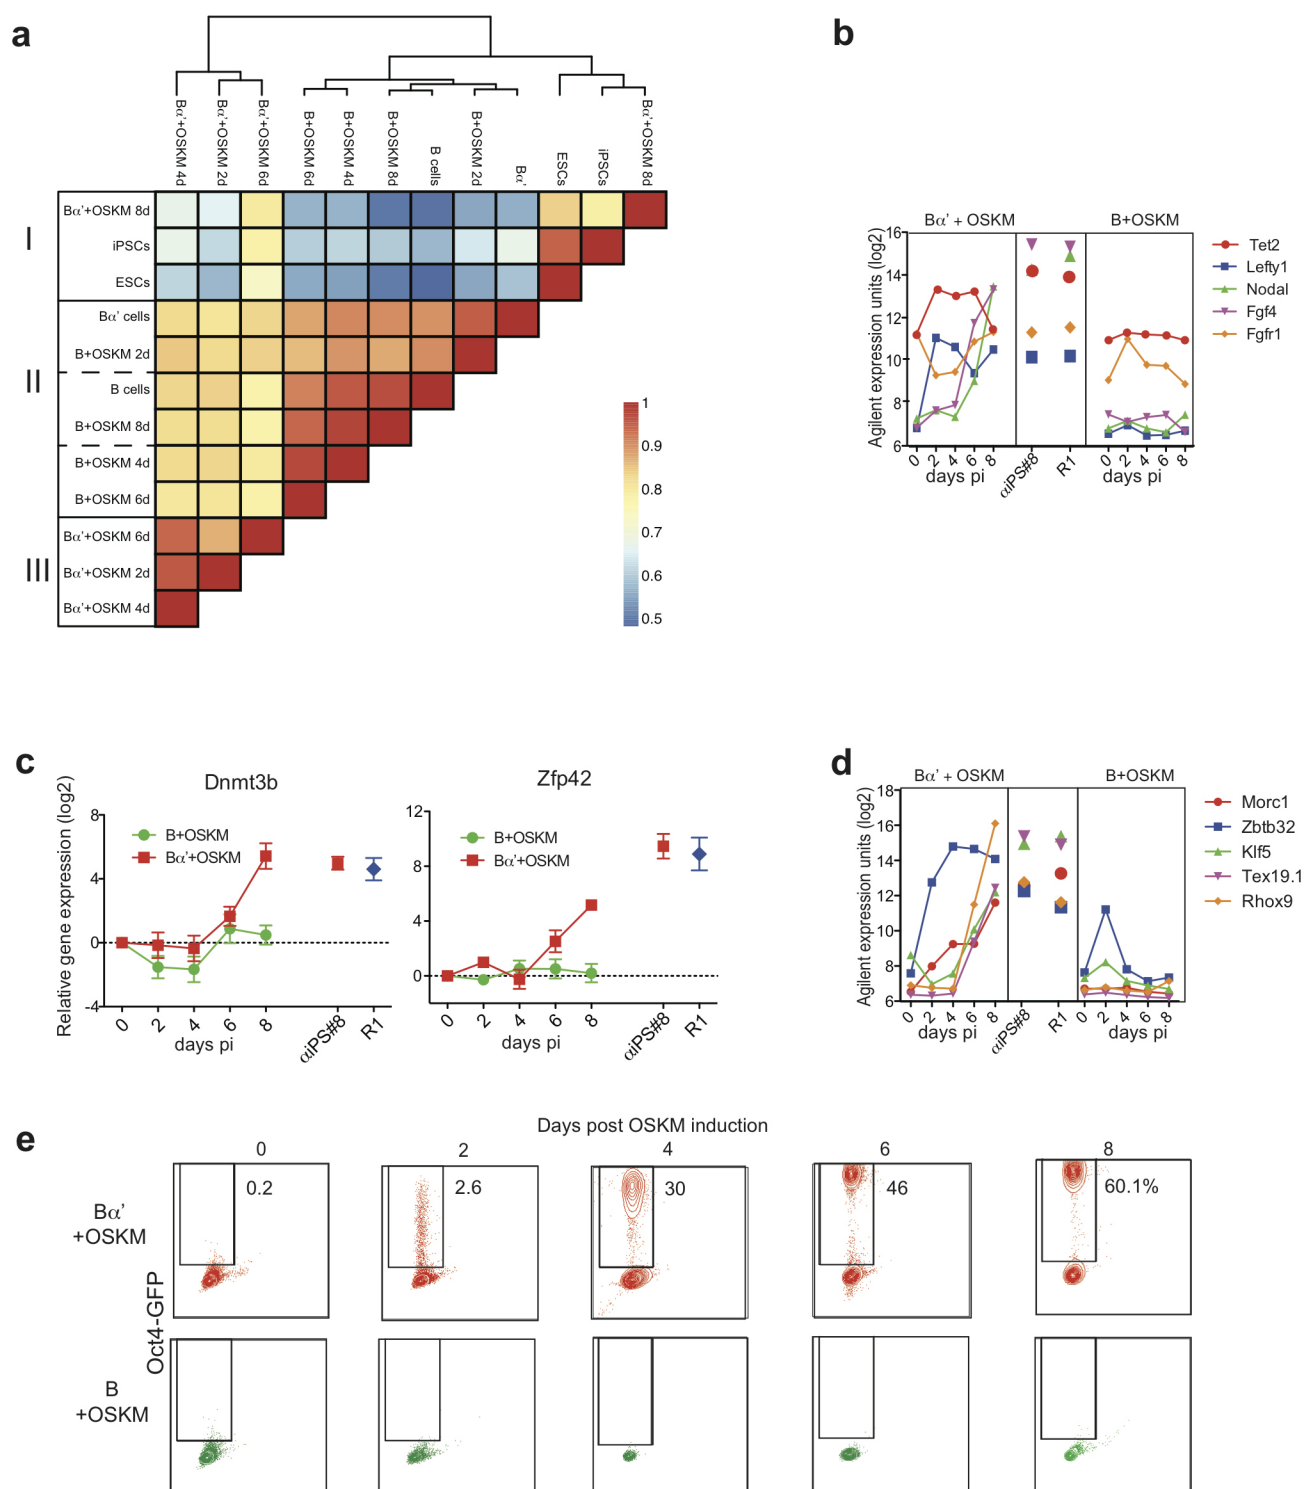 a
Bα'+OSKM 4d
Bα'+OSKM 2d
Bα'+OSKM 6d
B+OSKM 6d
B+OSKM 4d
B+OSKM 8d
B cells
B+OSKM 2d
Bα'
ESCs
iPSCs
Bα'+OSKM 8d
I
II
III
Bα'+OSKM 8d
iPSCs
ESCs
Bα' cells
B+OSKM 2d
B cells
B+OSKM 8d
B+OSKM 4d
B+OSKM 6d
Bα'+OSKM 6d
Bα'+OSKM 2d
Bα'+OSKM 4d
1
0.9
0.8
0.7
0.6
0.5
b
Bα' + OSKM
B+OSKM
Agilent expression units (log2)
16
14
12
10
8
6
0 2 4 6 8
αiPS#8
R1
0 2 4 6 8
days pi
days pi
Tet2
Lefty1
Nodal
Fgf4
Fgfr1
c
Dnmt3b
Relative gene expression (log2)
8
4
0
-4
B+OSKM
Bα'+OSKM
0 2 4 6 8
αiPS#8
R1
days pi
Zfp42
12
8
4
0
B+OSKM
Bα'+OSKM
0 2 4 6 8
αiPS#8
R1
days pi
d
Bα' + OSKM
B+OSKM
Agilent expression units (log2)
18
16
14
12
10
8
6
0 2 4 6 8
αiPS#8
R1
0 2 4 6 8
days pi
days pi
Morc1
Zbtb32
Klf5
Tex19.1
Rhox9
e
Days post OSKM induction
0 2 4 6 8
Bα'
+OSKM
0.2
2.6
30
46
60.1%
Oct4-GFP
B
+OSKM